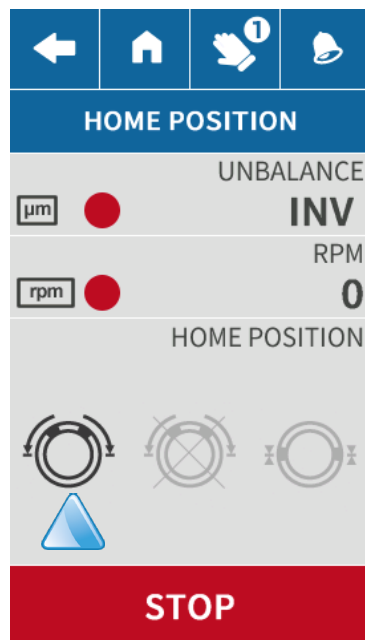 1
HOME POSITION
UNBALANCE
µm
INV
RPM
rpm
0
HOME POSITION
STOP